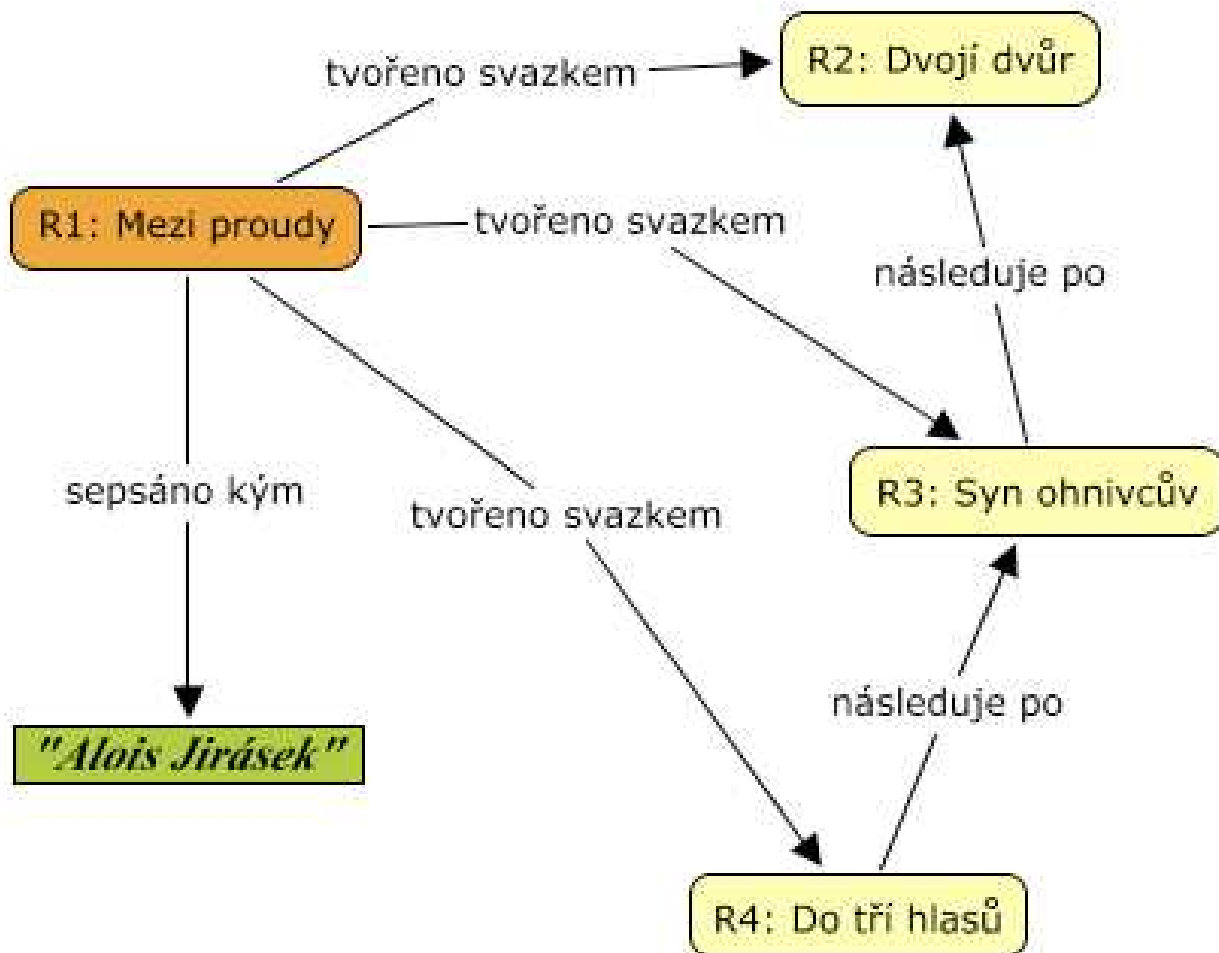 tvořeno svazkem
R2: Dvojí dvůr
R1: Mezi proudy
tvořeno svazkem
následuje po
sepsáno kým
tvořeno svazkem
R3: Syn ohnivcův
následuje po
"Alois Jirásek"
R4: Do tří hlasů